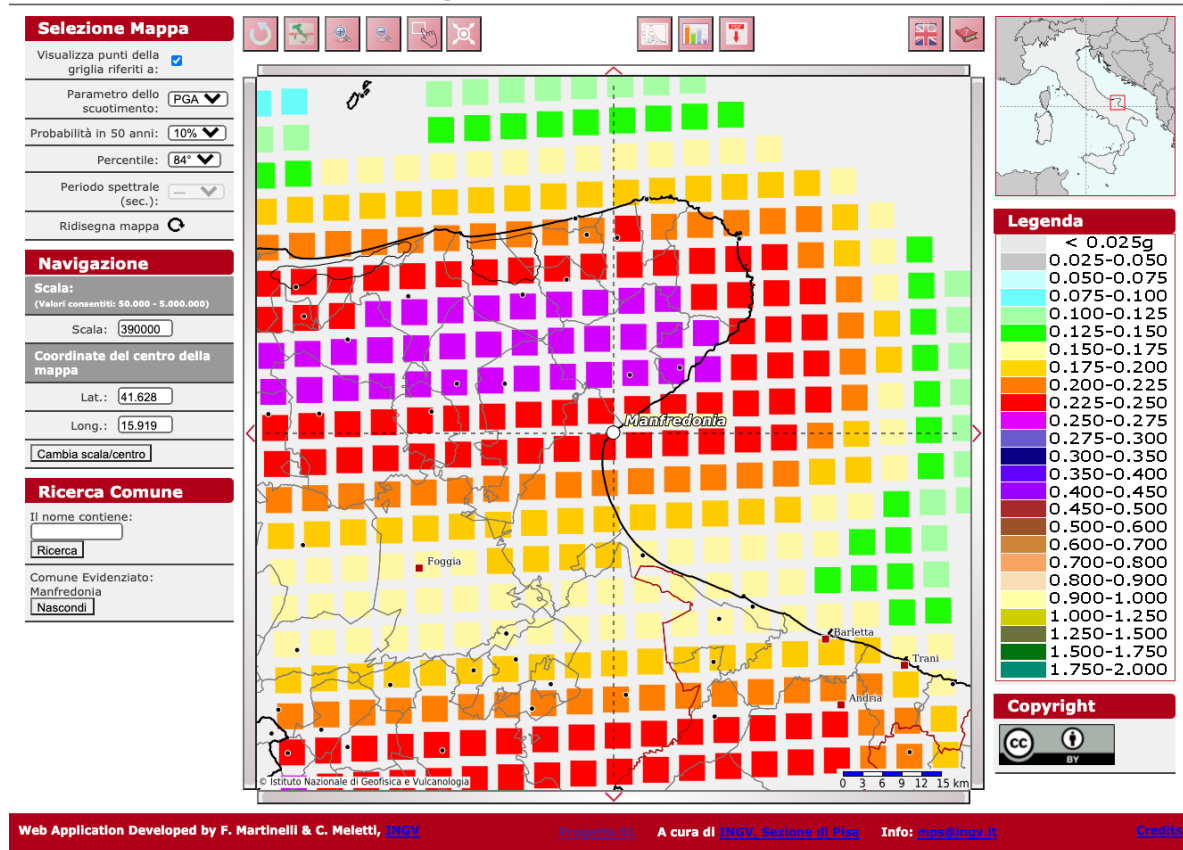 Selezione Mappa
Visualizza punti della
griglia riferiti a:
Parametro dello
scuotimento:
PGA
Probabilità in 50 anni:
10%
Percentile:
84°
Periodo spettrale
(sec.):
---
Ridisegna mappa
Navigazione
Scala:
(Valori consentiti: 50.000 - 5.000.000)
Scala:
390000
Coordinate del centro della
mappa
Lat.:
41.628
Long.:
15.919
Cambia scala/centro
Ricerca Comune
Il nome contiene:
Ricerca
Comune Evidenziato:
Manfredonia
Nascondi
PDF
Manfredonia
Foggia
Barletta
Trani
Andria
© Istituto Nazionale di Geofisica e Vulcanologia
0 3 6 9 12 15 km
Legenda
< 0.025g
0.025-0.050
0.050-0.075
0.075-0.100
0.100-0.125
0.125-0.150
0.150-0.175
0.175-0.200
0.200-0.225
0.225-0.250
0.250-0.275
0.275-0.300
0.300-0.350
0.350-0.400
0.400-0.450
0.450-0.500
0.500-0.600
0.600-0.700
0.700-0.800
0.800-0.900
0.900-1.000
1.000-1.250
1.250-1.500
1.500-1.750
1.750-2.000
Copyright
cc
BY
Web Application Developed by F. Martinelli & C. Meletti, INGV
Progetto S1
A cura di INGV, Sezione di Pisa
Info: mps@ingv.it
Credits